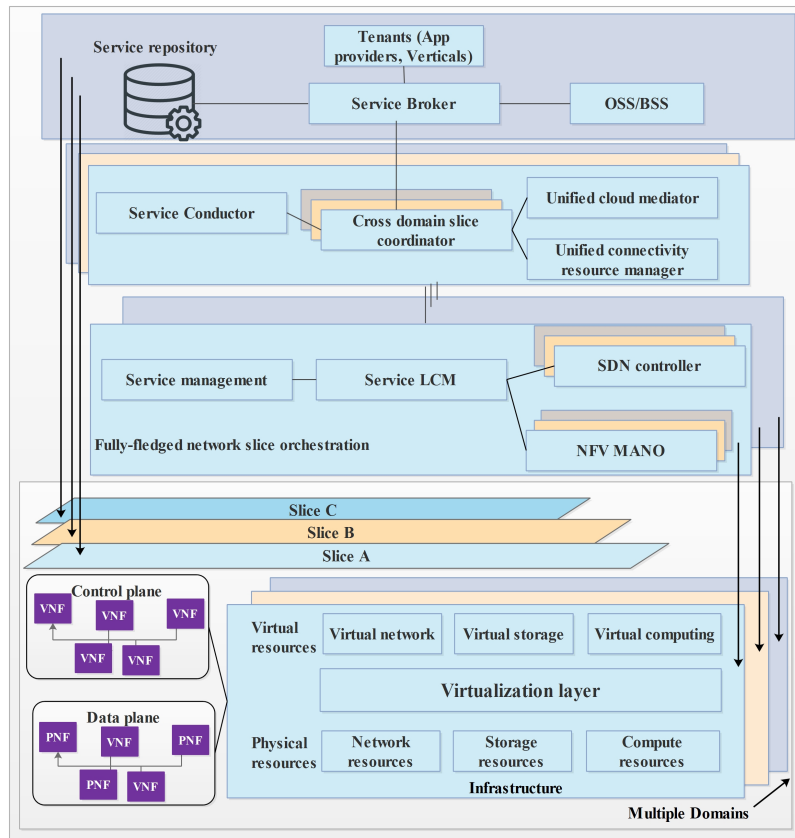 Service repository
Tenants (App
providers, Verticals)
Service Broker
OSS/BSS
Service Conductor
Cross domain slice
coordinator
Unified cloud mediator
Unified connectivity
resource manager
Service management
Service LCM
SDN controller
NFV MANO
Fully-fledged network slice orchestration
Slice C
Slice B
Slice A
Control plane
VNF
VNF
VNF
VNF
VNF
Data plane
PNF
VNF
PNF
PNF
VNF
Virtual
resources
Virtual network
Virtual storage
Virtual computing
Virtualization layer
Physical
resources
Network
resources
Storage
resources
Compute
resources
Infrastructure
Multiple Domains